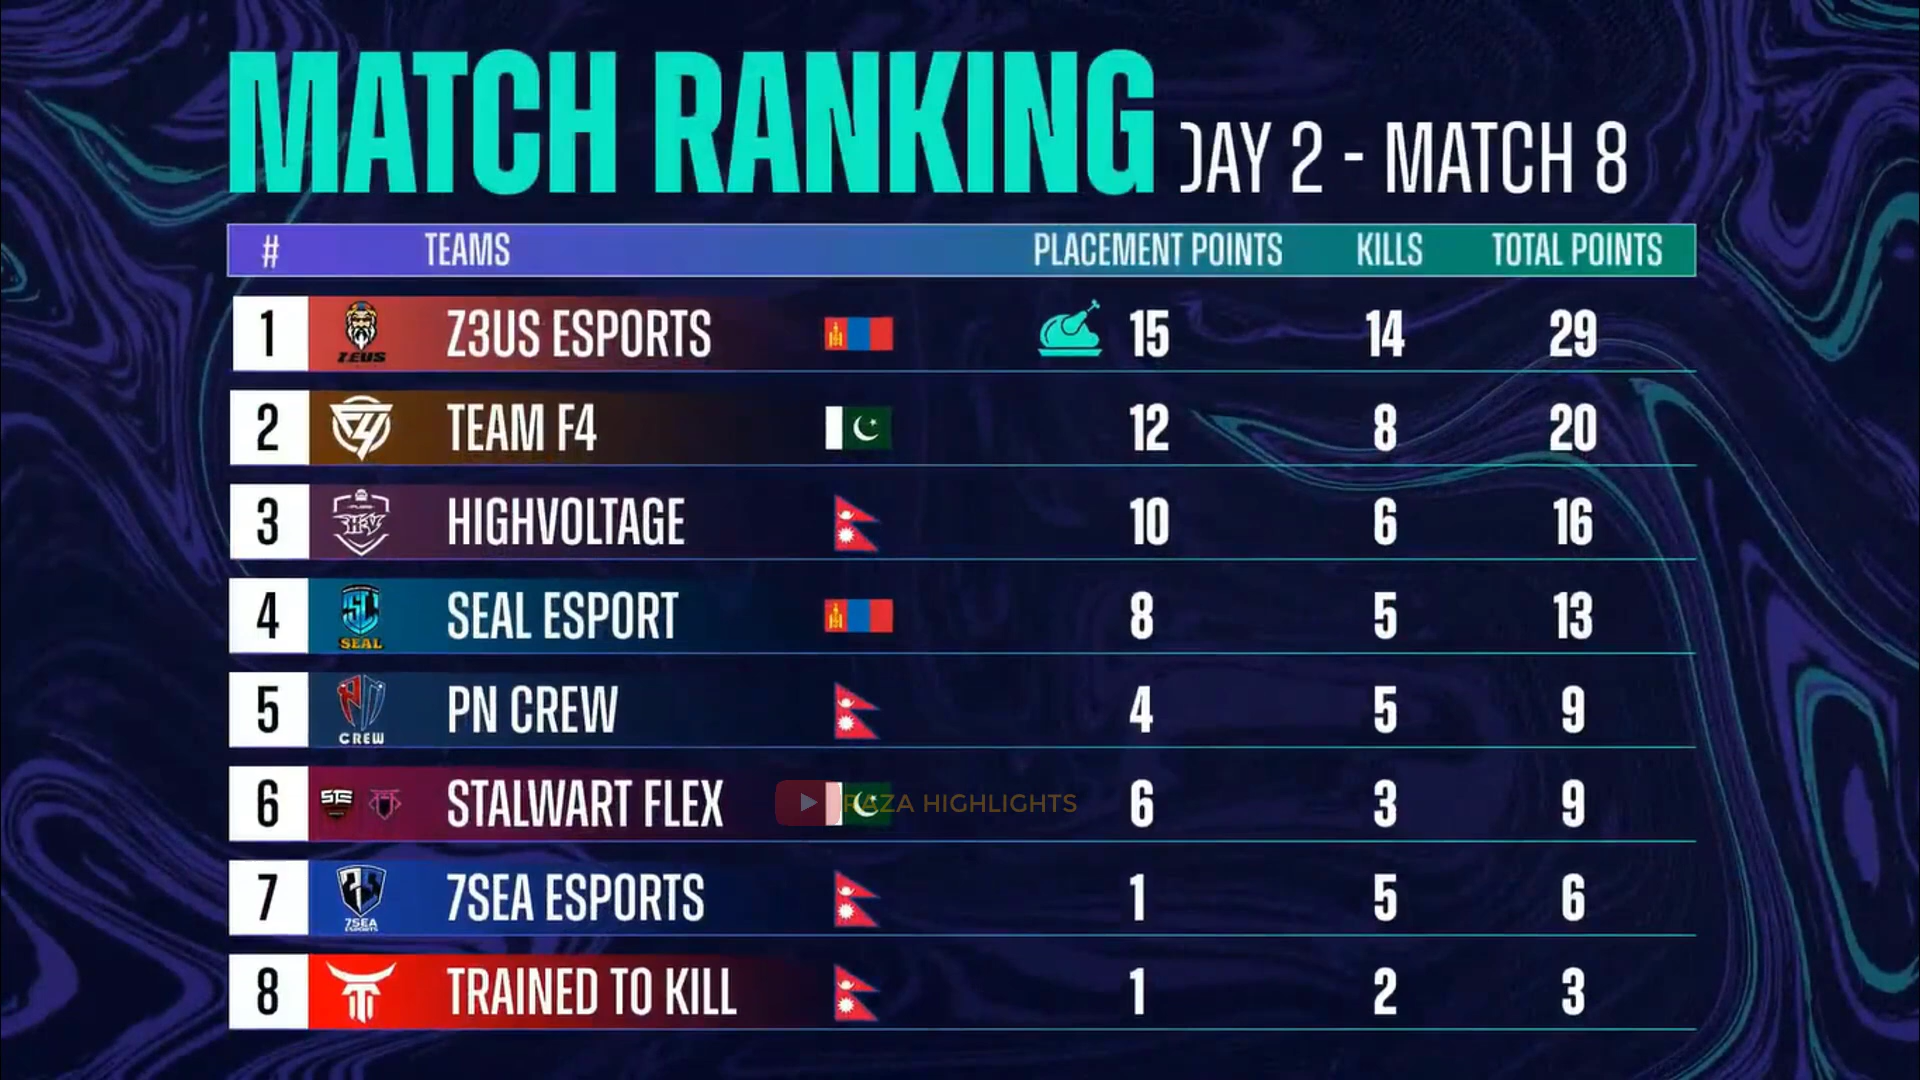 MATCH RANKING DAY 2 - MATCH 8
# TEAMS PLACEMENT POINTS KILLS TOTAL POINTS
1 ZEUS Z3US ESPORTS 15 14 29
2 F4 TEAM F4 12 8 20
3 HIGHVOLTAGE 10 6 16
4 SEAL SEAL ESPORT 8 5 13
5 CREW PN CREW 4 5 9
6 STALWART FLEX RAZA HIGHLIGHTS 6 3 9
7 7SEA ESPORTS 7SEA ESPORTS 1 5 6
8 TRAINED TO KILL 1 2 3